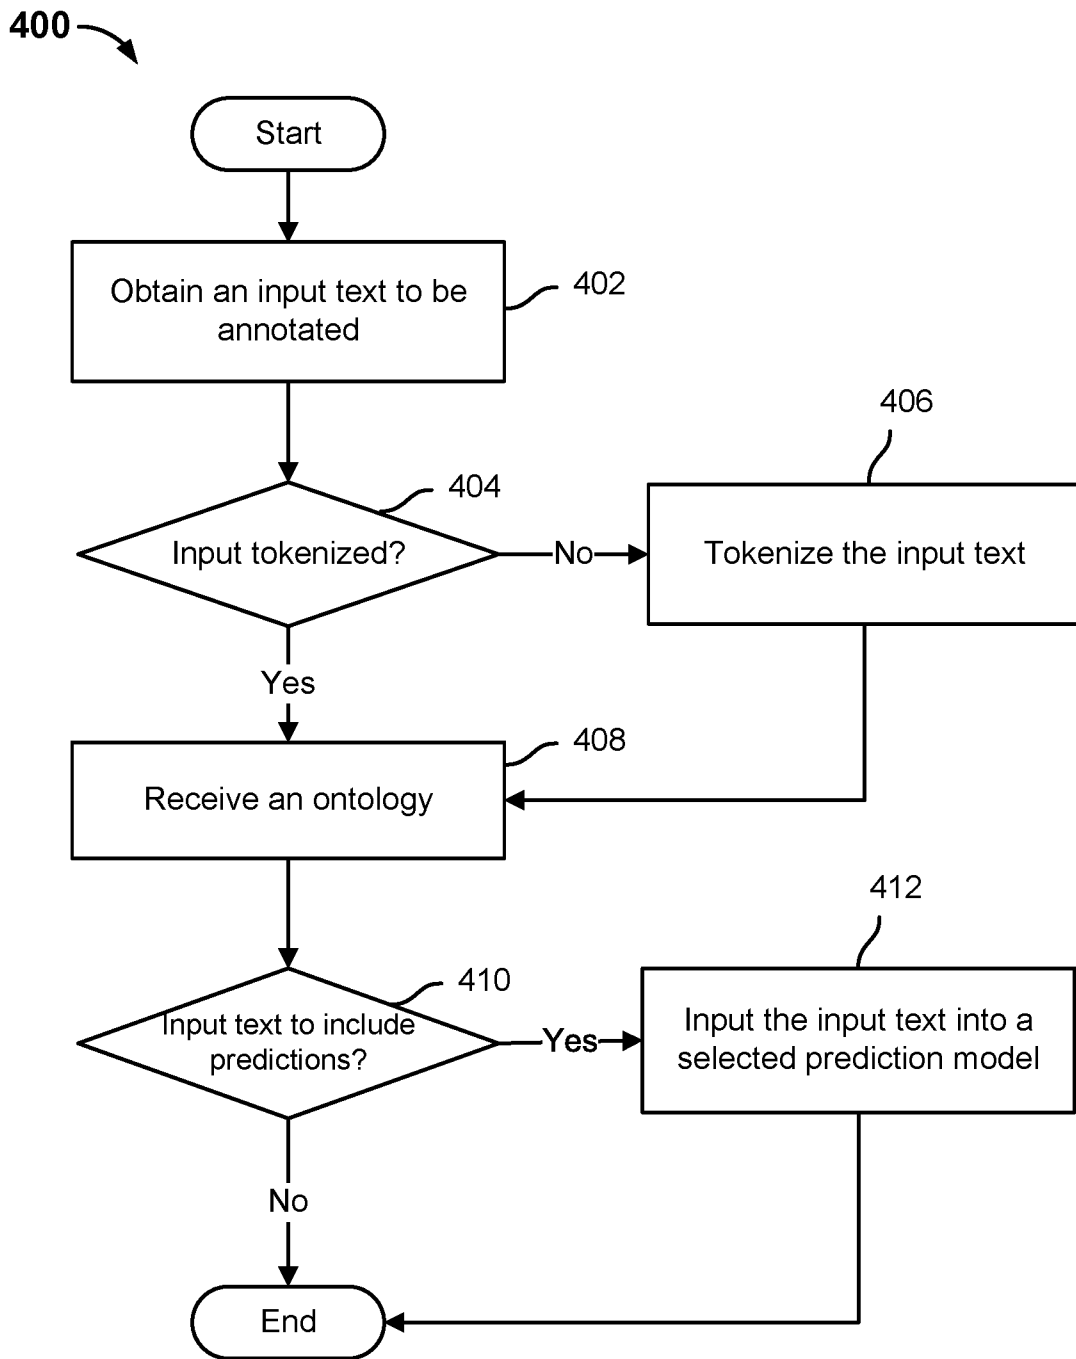 400
Start
Obtain an input text to be
annotated
402
404
Input tokenized?
No
406
Tokenize the input text
Yes
408
Receive an ontology
410
Input text to include
predictions?
Yes
412
Input the input text into a
selected prediction model
No
End